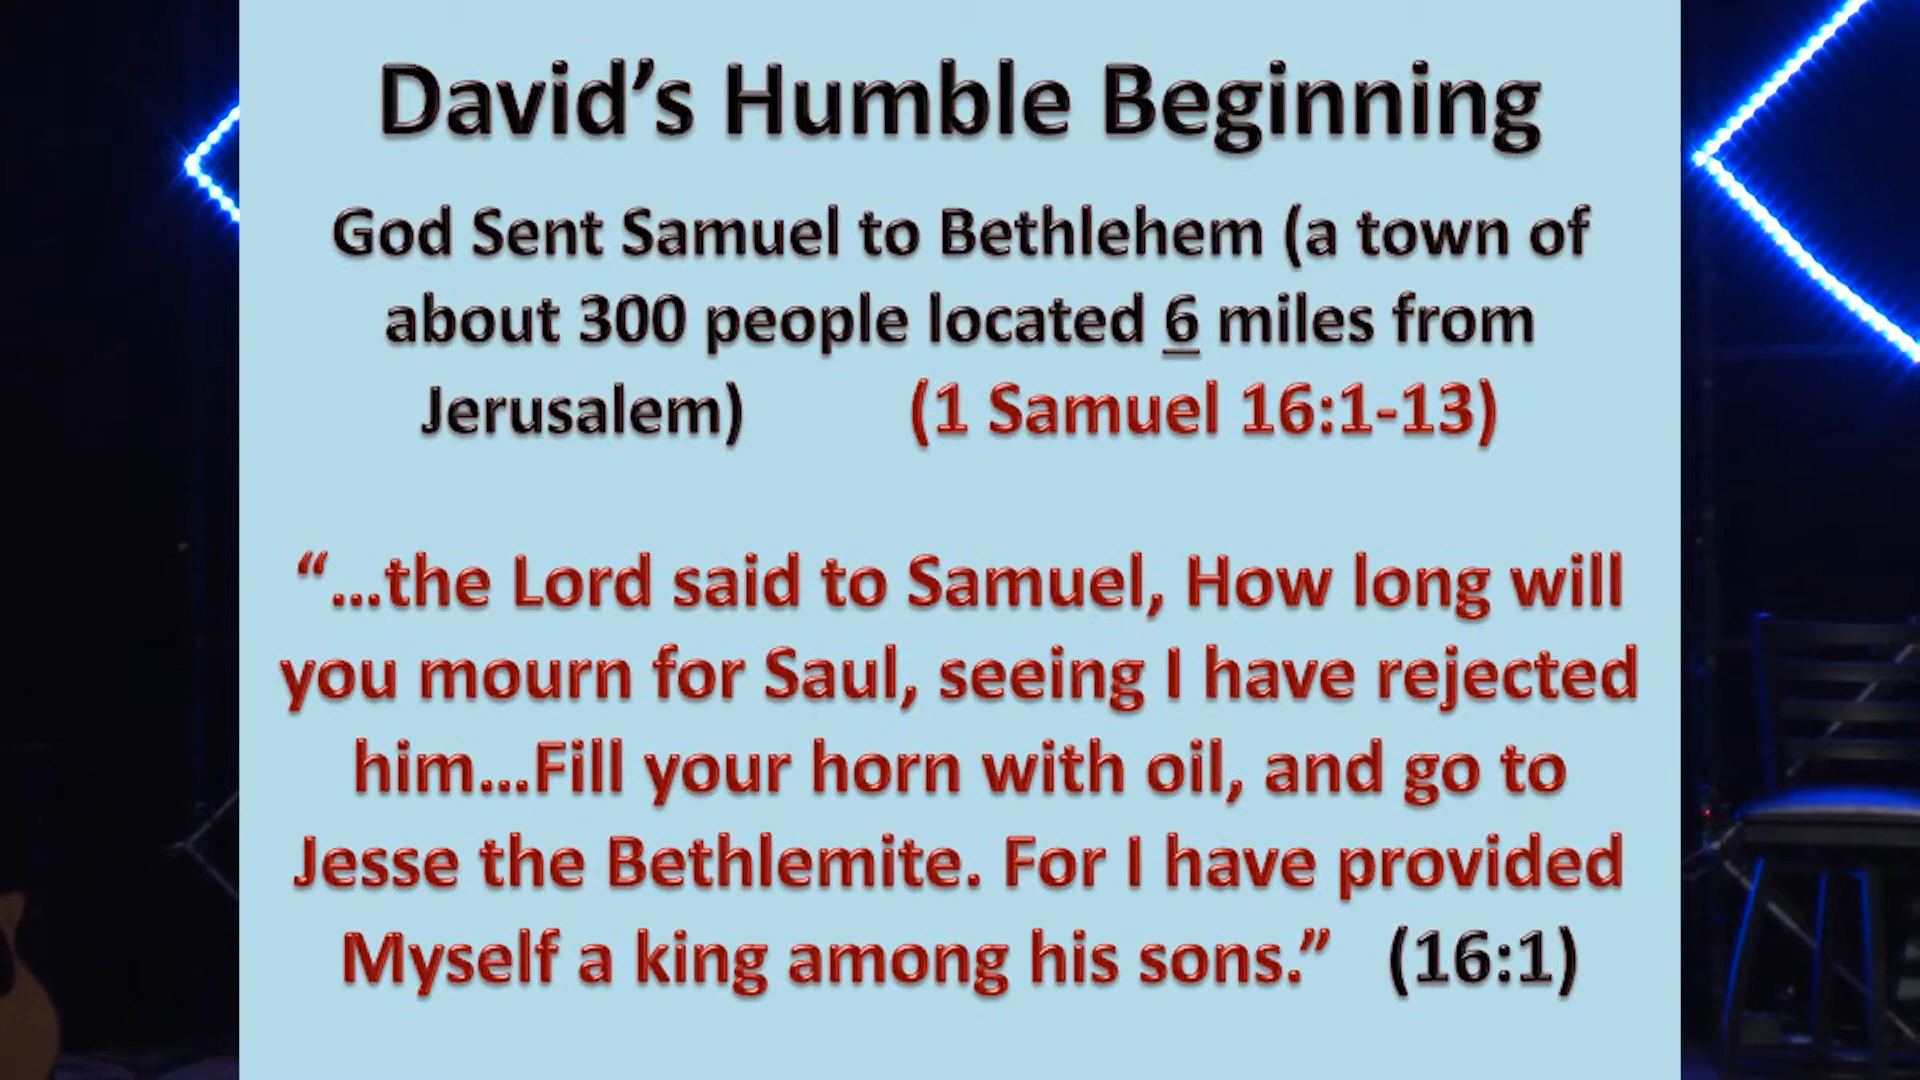 David’s Humble Beginning
God Sent Samuel to Bethlehem (a town of
about 300 people located 6 miles from
Jerusalem) (1 Samuel 16:1-13)
“...the Lord said to Samuel, How long will
you mourn for Saul, seeing I have rejected
him...Fill your horn with oil, and go to
Jesse the Bethlemite. For I have provided
Myself a king among his sons.” (16:1)